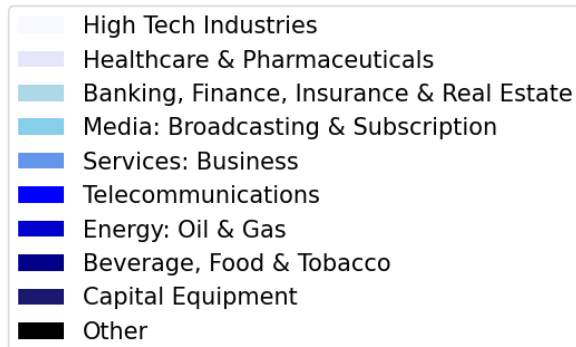 High Tech Industries
Healthcare & Pharmaceuticals
Banking, Finance, Insurance & Real Estate
Media: Broadcasting & Subscription
Services: Business
Telecommunications
Energy: Oil & Gas
Beverage, Food & Tobacco
Capital Equipment
Other